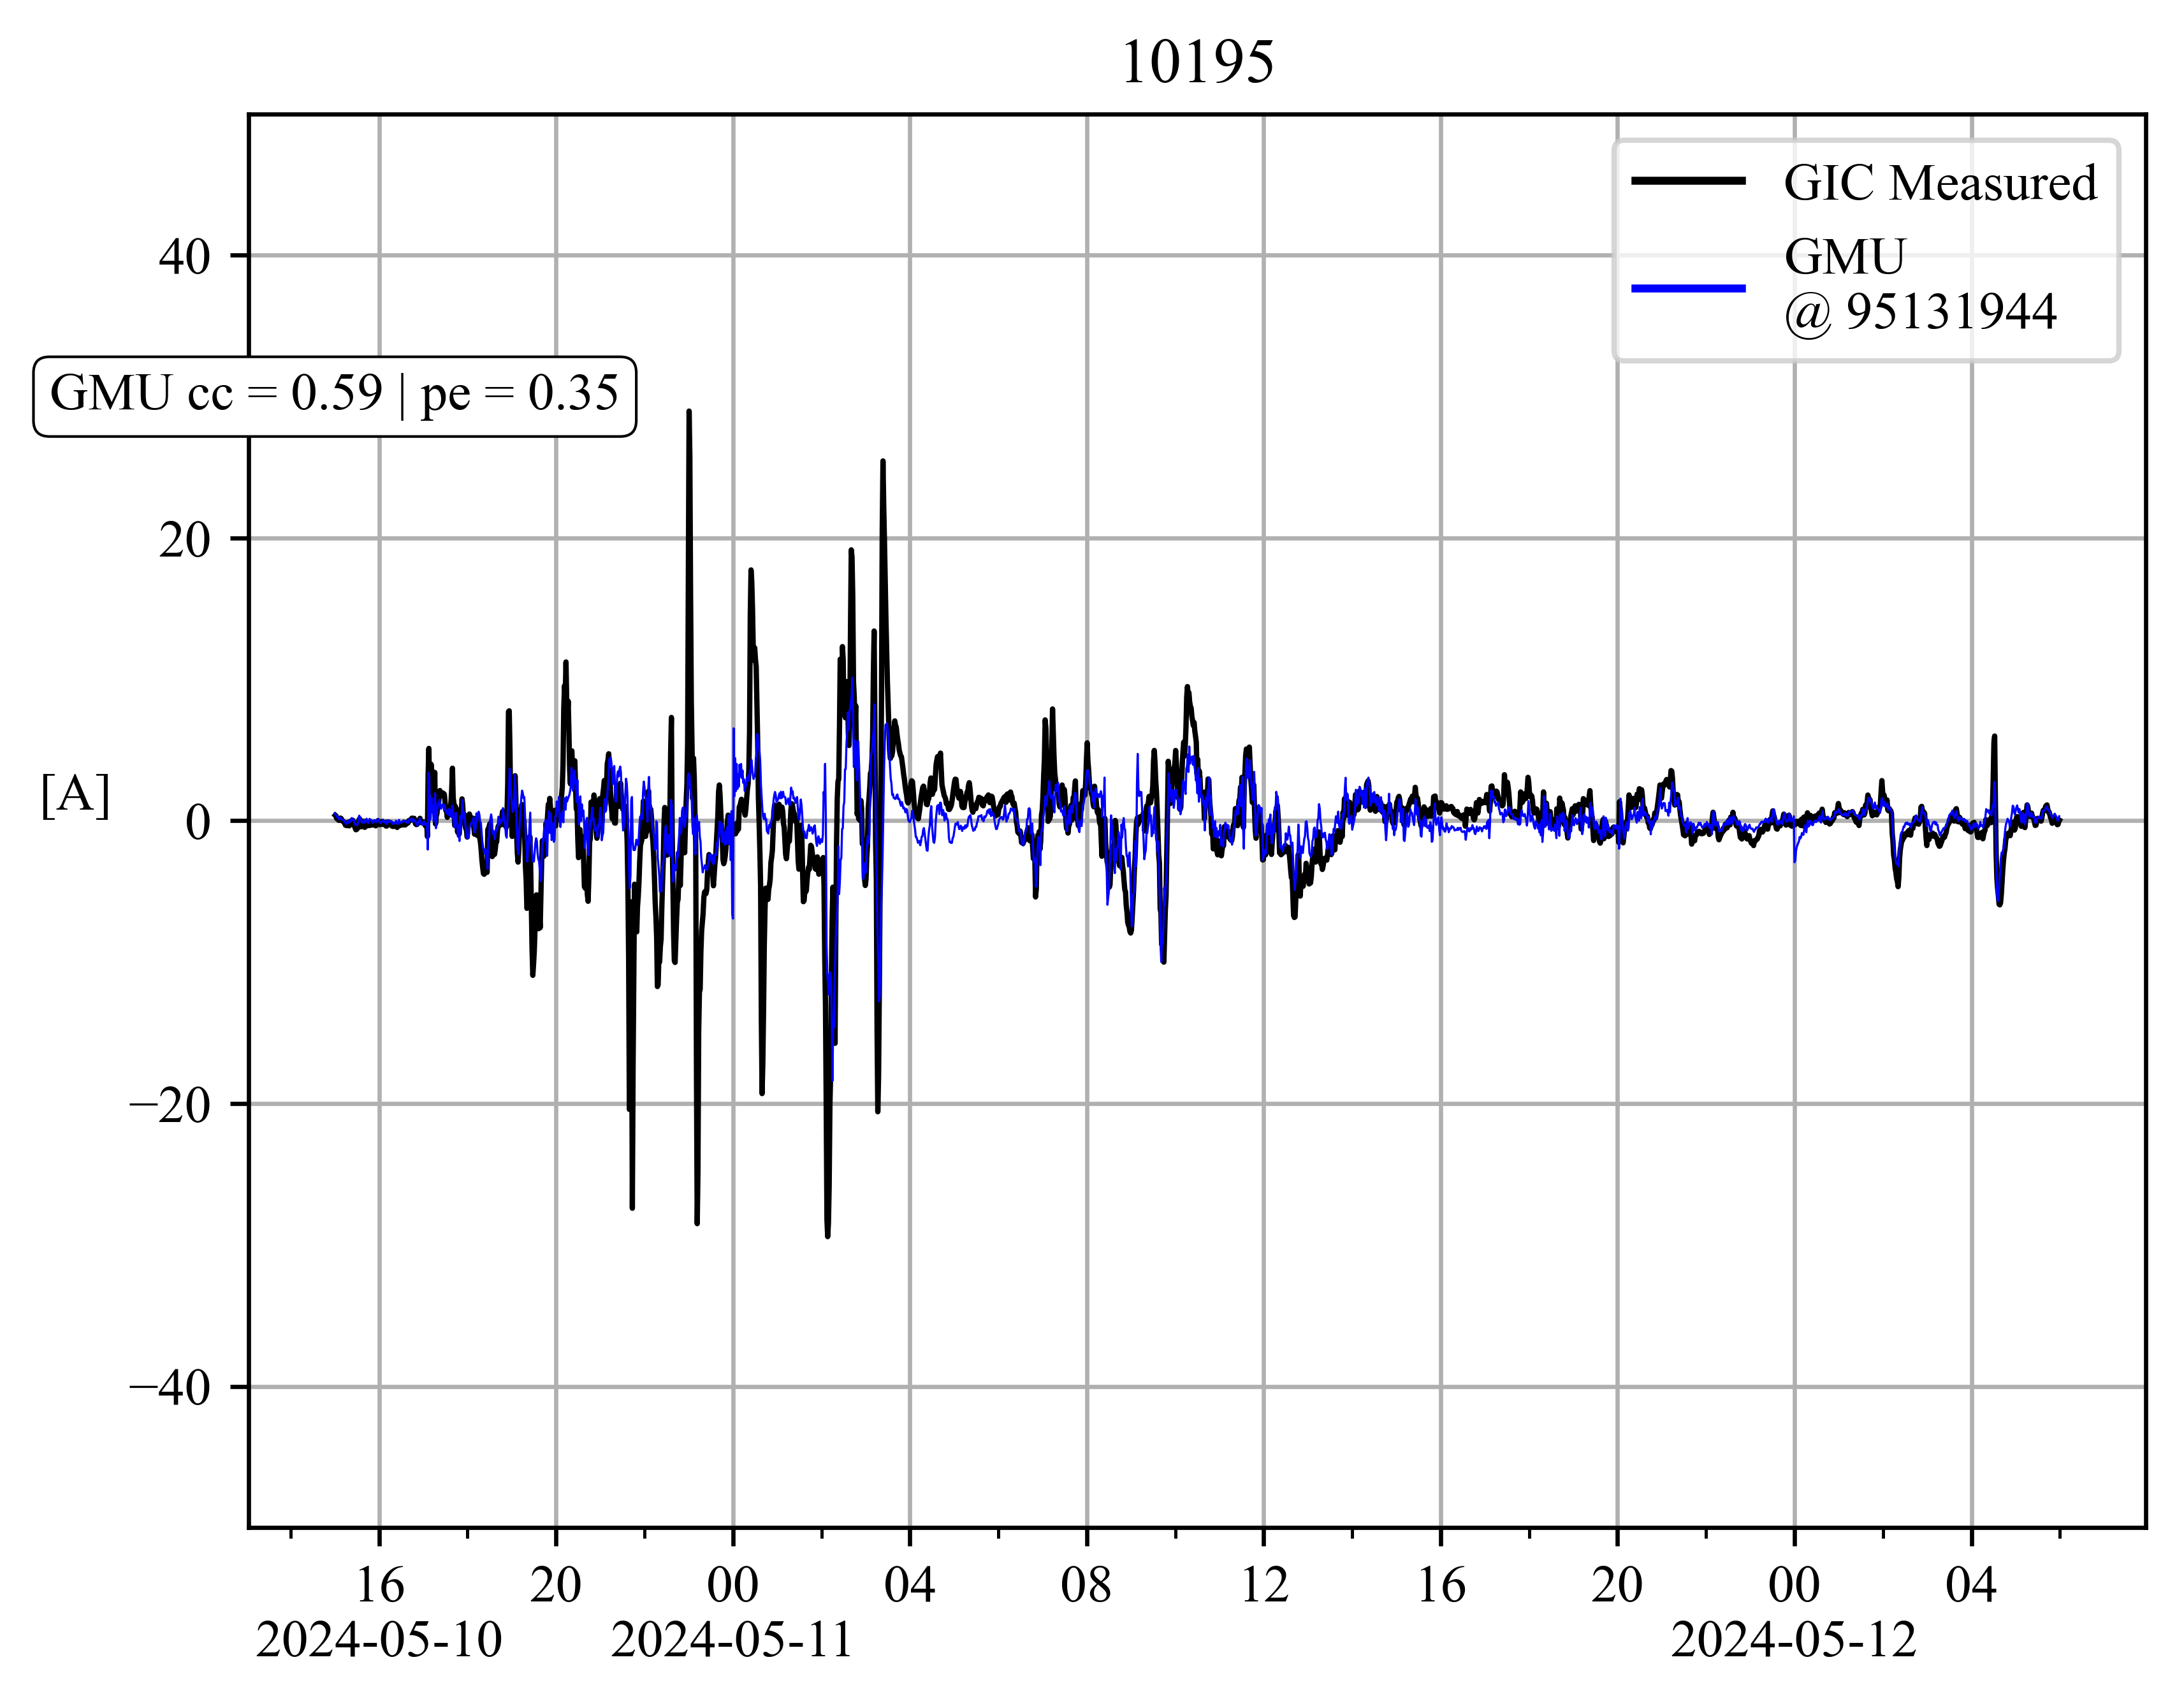 10195
GIC Measured
GMU
@ 95131944
GMU cc = 0.59 | pe = 0.35
[A]
40
20
0
−20
−40
16 20 00 04 08 12 16 20 00 04
2024-05-10 2024-05-11 2024-05-12